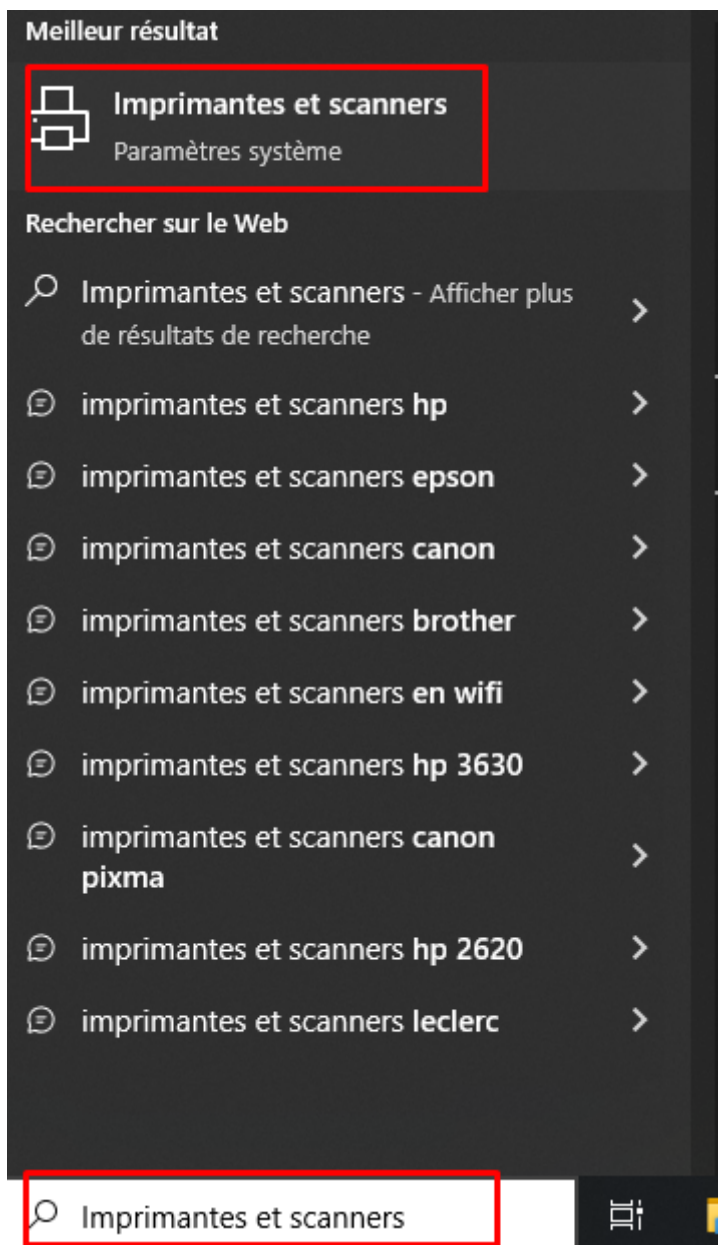 Meilleur résultat
Imprimantes et scanners
Paramètres système
Rechercher sur le Web
Imprimantes et scanners - Afficher plus
de résultats de recherche
imprimantes et scanners hp
imprimantes et scanners epson
imprimantes et scanners canon
imprimantes et scanners brother
imprimantes et scanners en wifi
imprimantes et scanners hp 3630
imprimantes et scanners canon
pixma
imprimantes et scanners hp 2620
imprimantes et scanners leclerc
Imprimantes et scanners